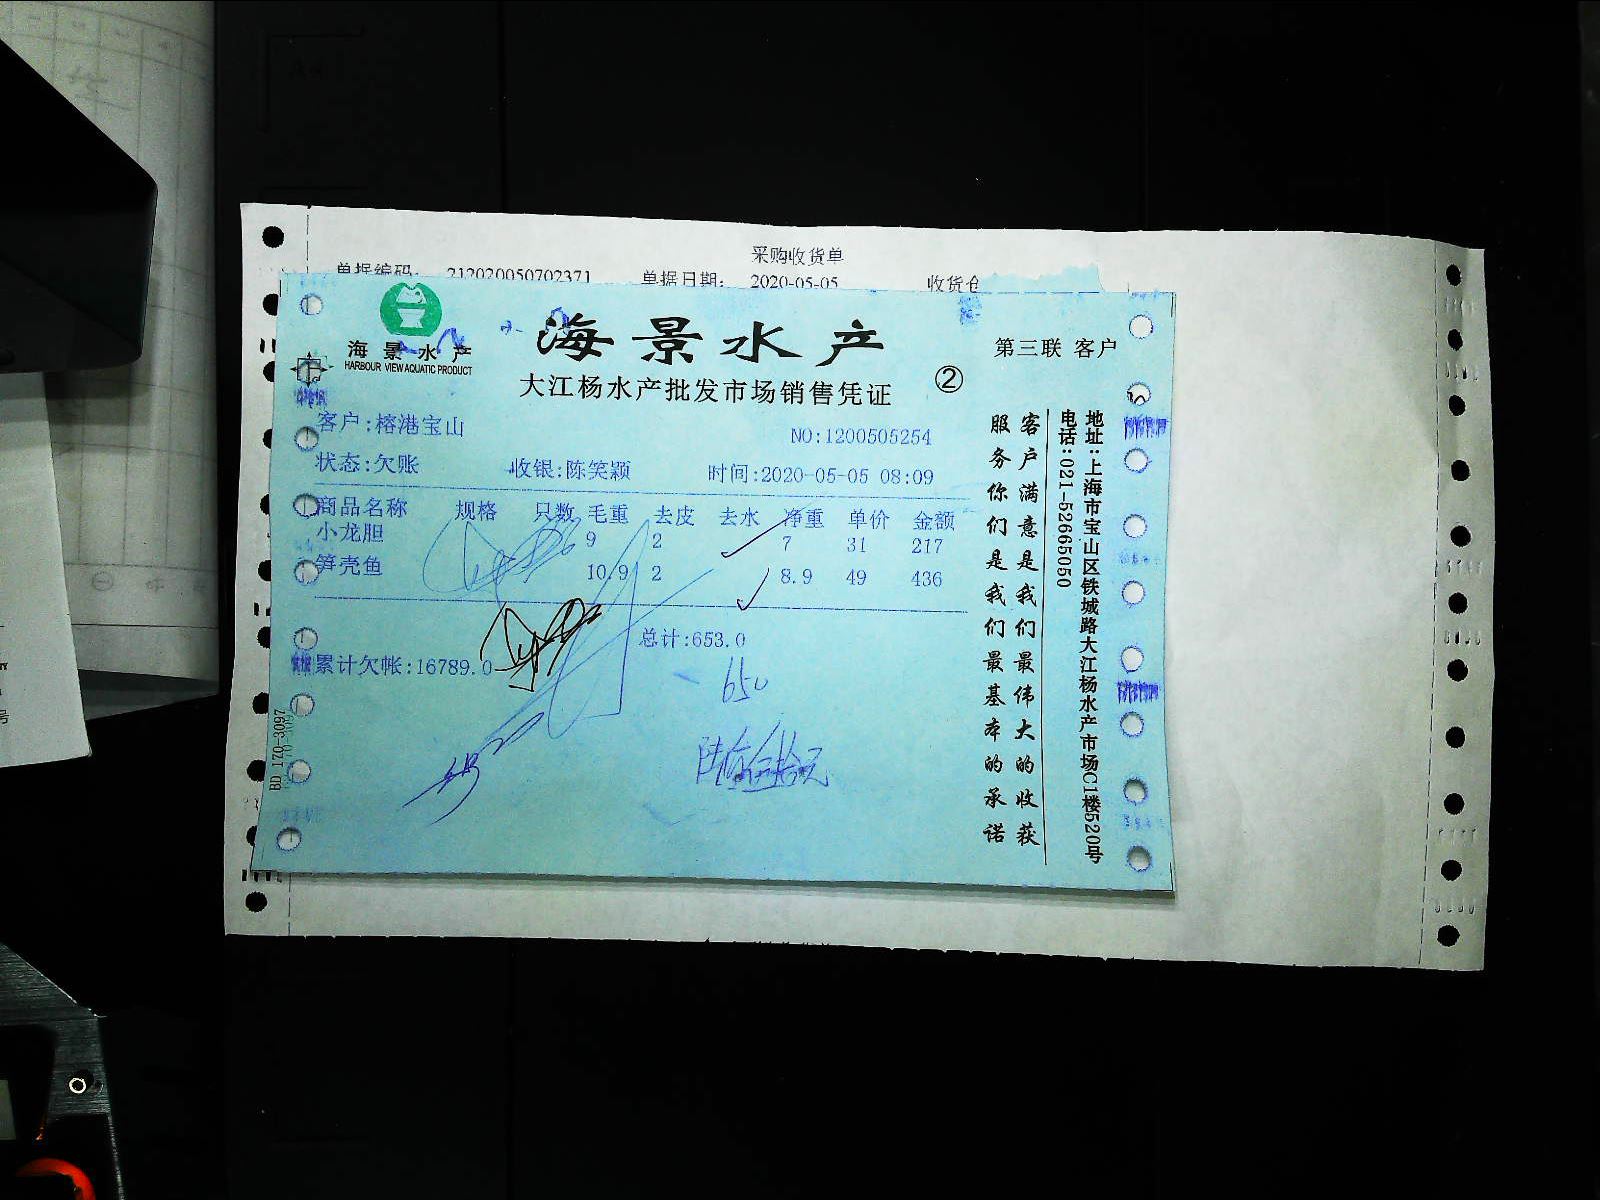 采购收货单
单据编码: 212020050702371 单据日期: 2020-05-05 收货仓
海景水产
HARBOUR VIEW AQUATIC PRODUCT
海景水产
大江杨水产批发市场销售凭证
②
第三联 客户
客户:榕港宝山
NO:1200505254
状态:欠账 收银:陈笑颖 时间:2020-05-05 08:09
商品名称 规格 只数 毛重 去皮 去水 净重 单价 金额
小龙胆 9 2 7 31 217
笋壳鱼 10.9 2 8.9 49 436
总计:653.0
累计欠帐:16789.0
650
陆佰伍拾元
客户满意是我们最伟大的收获
服务你们是我们最基本的承诺
地址:上海市宝山区铁城路大江杨水产市场C1楼520号
电话:021-52665050
BD 170-3097